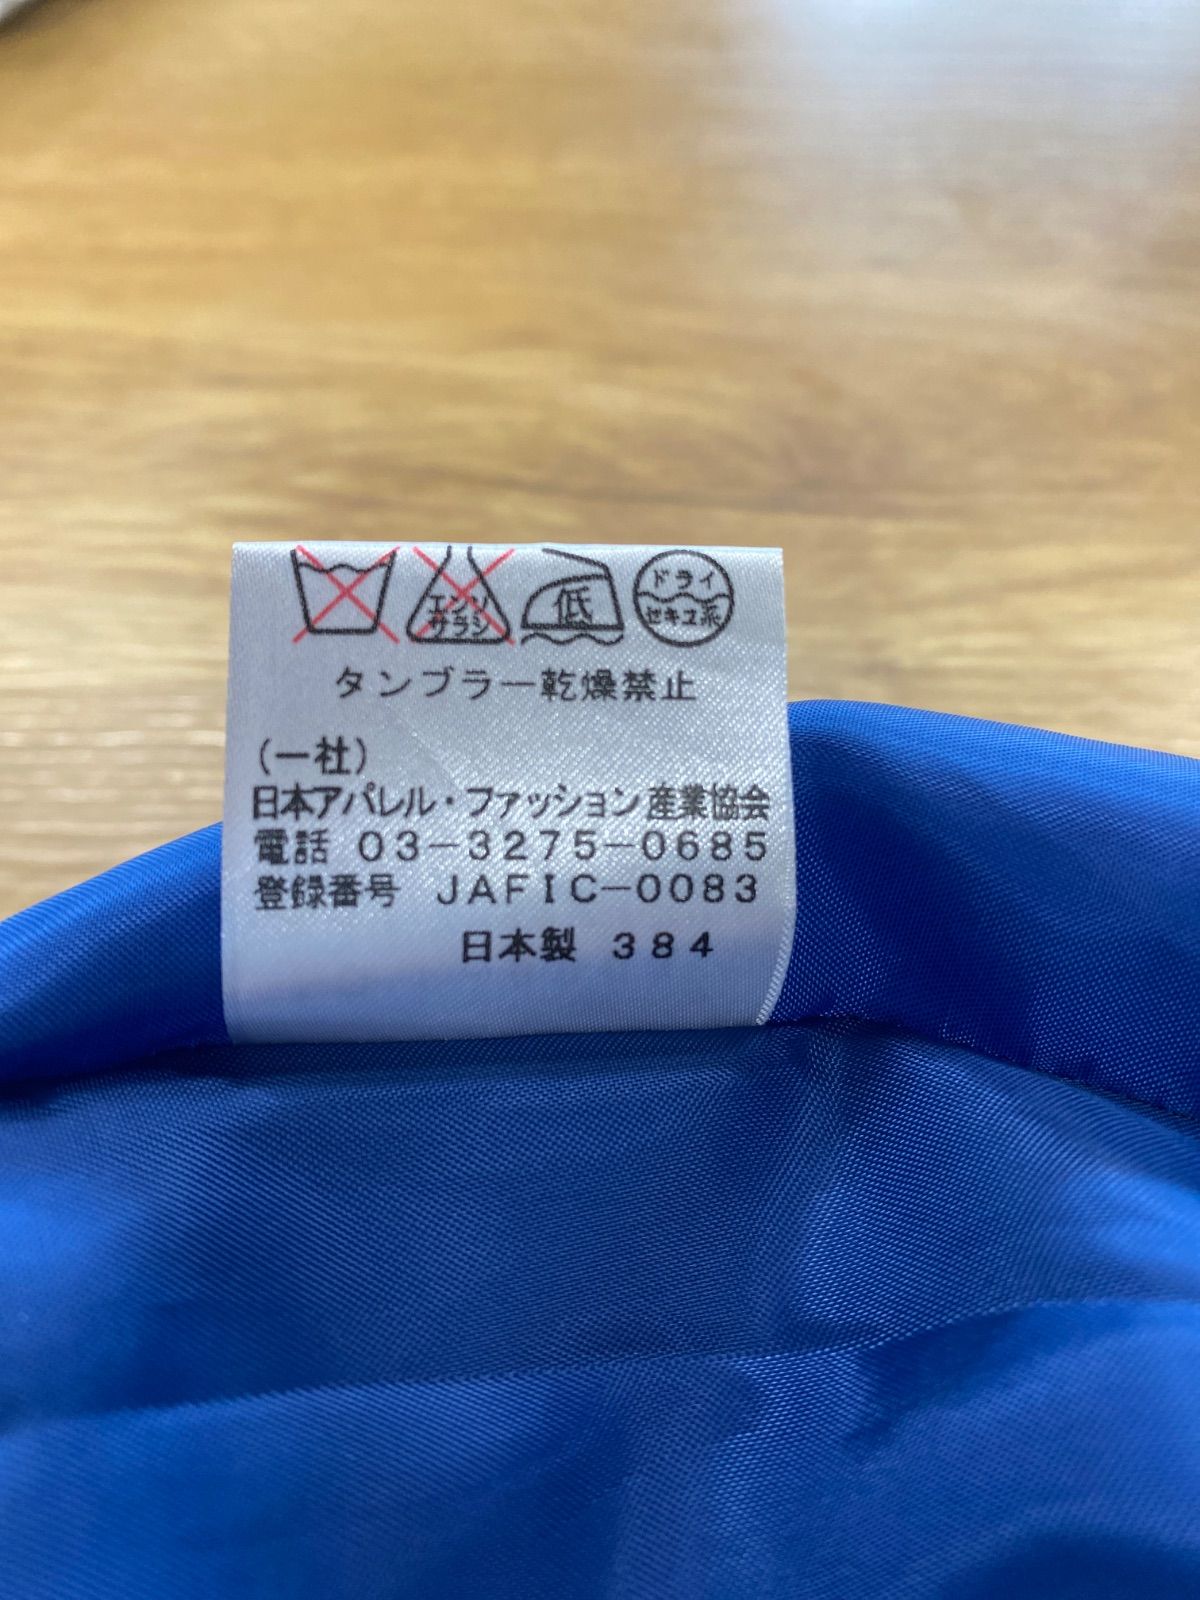 エンソ
サラシ
低
ドライ
セキユ系
タンブラー乾燥禁止
(一社)
日本アパレル・ファッション産業協会
電話 03-3275-0685
登録番号 JAFIC-0083
日本製 384